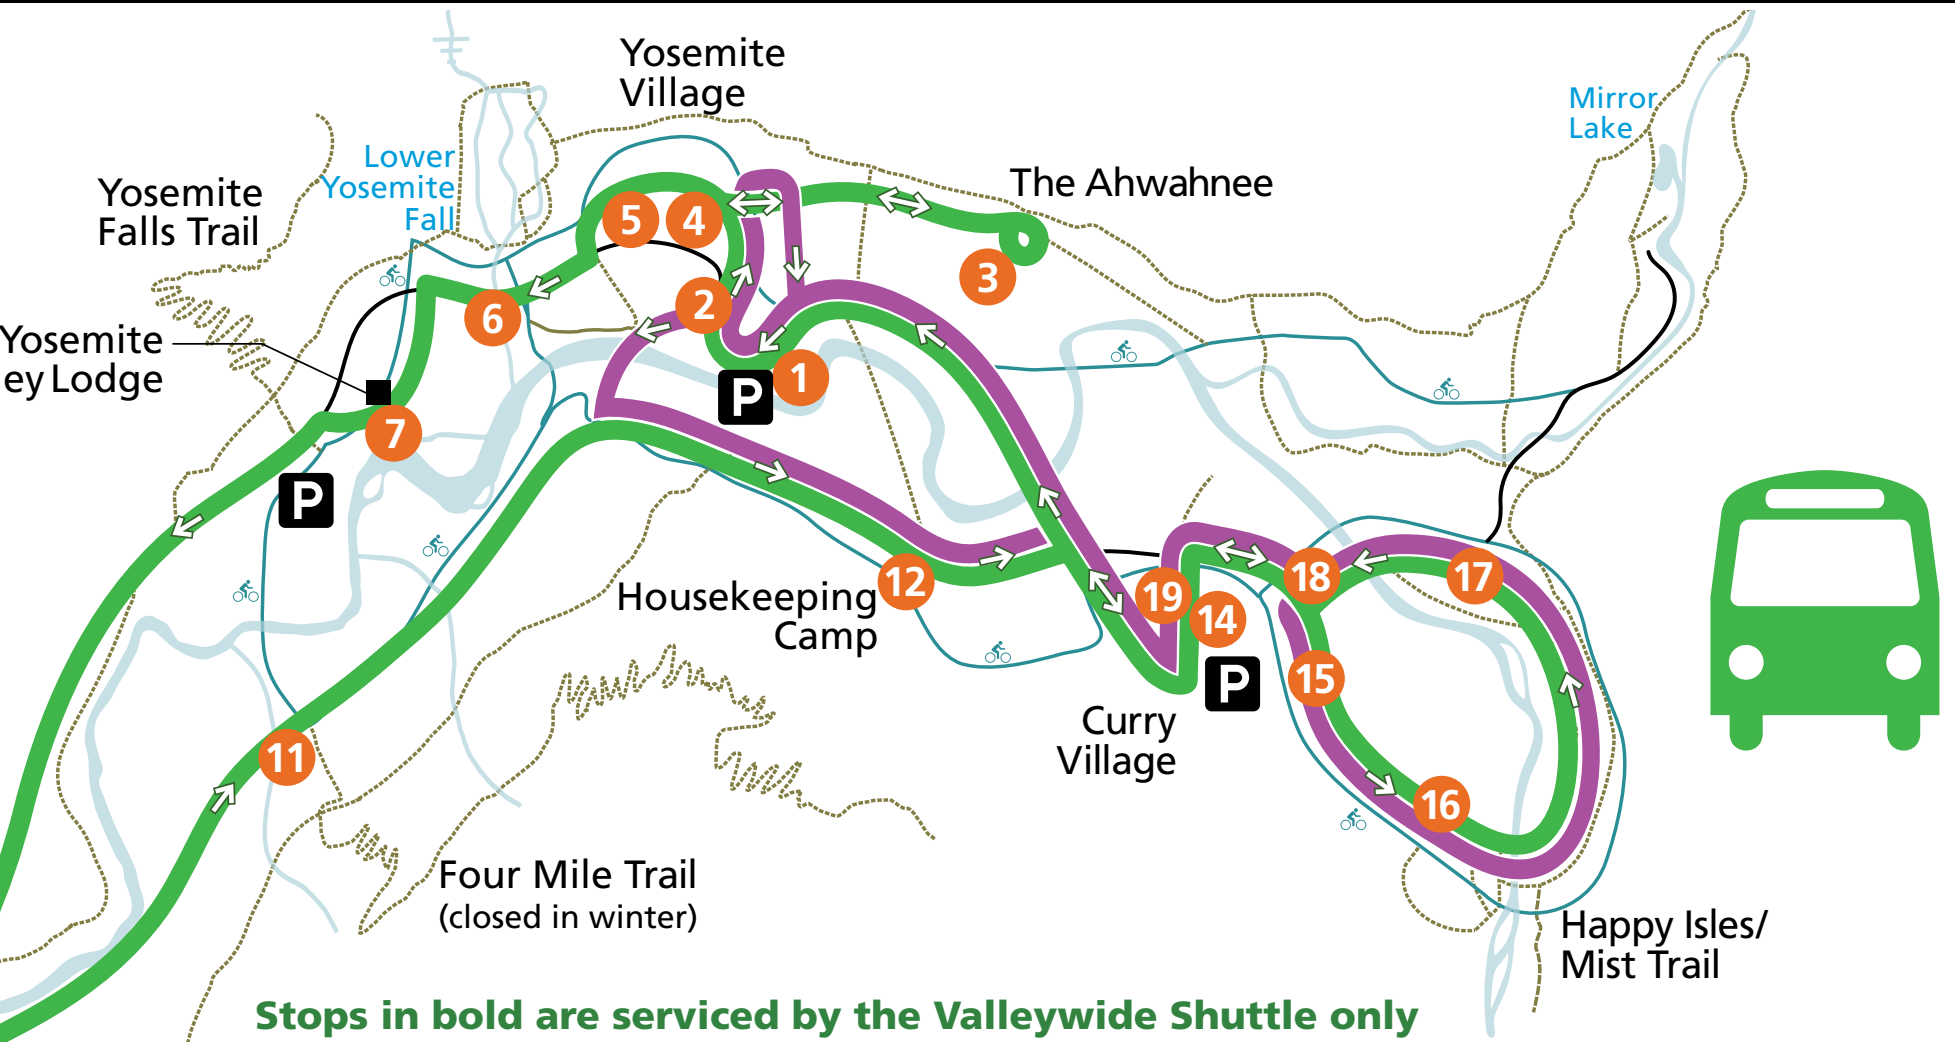 Yosemite
Village
Mirror
Lake
Lower
Yosemite
Fall
The Ahwahnee
Yosemite
Falls Trail
5
4
3
2
6
Yosemite
ey Lodge
1
P
7
P
12
Housekeeping
Camp
19
14
18
17
15
P
Curry
Village
11
16
Four Mile Trail
(closed in winter)
Happy Isles/
Mist Trail
Stops in bold are serviced by the Valleywide Shuttle only